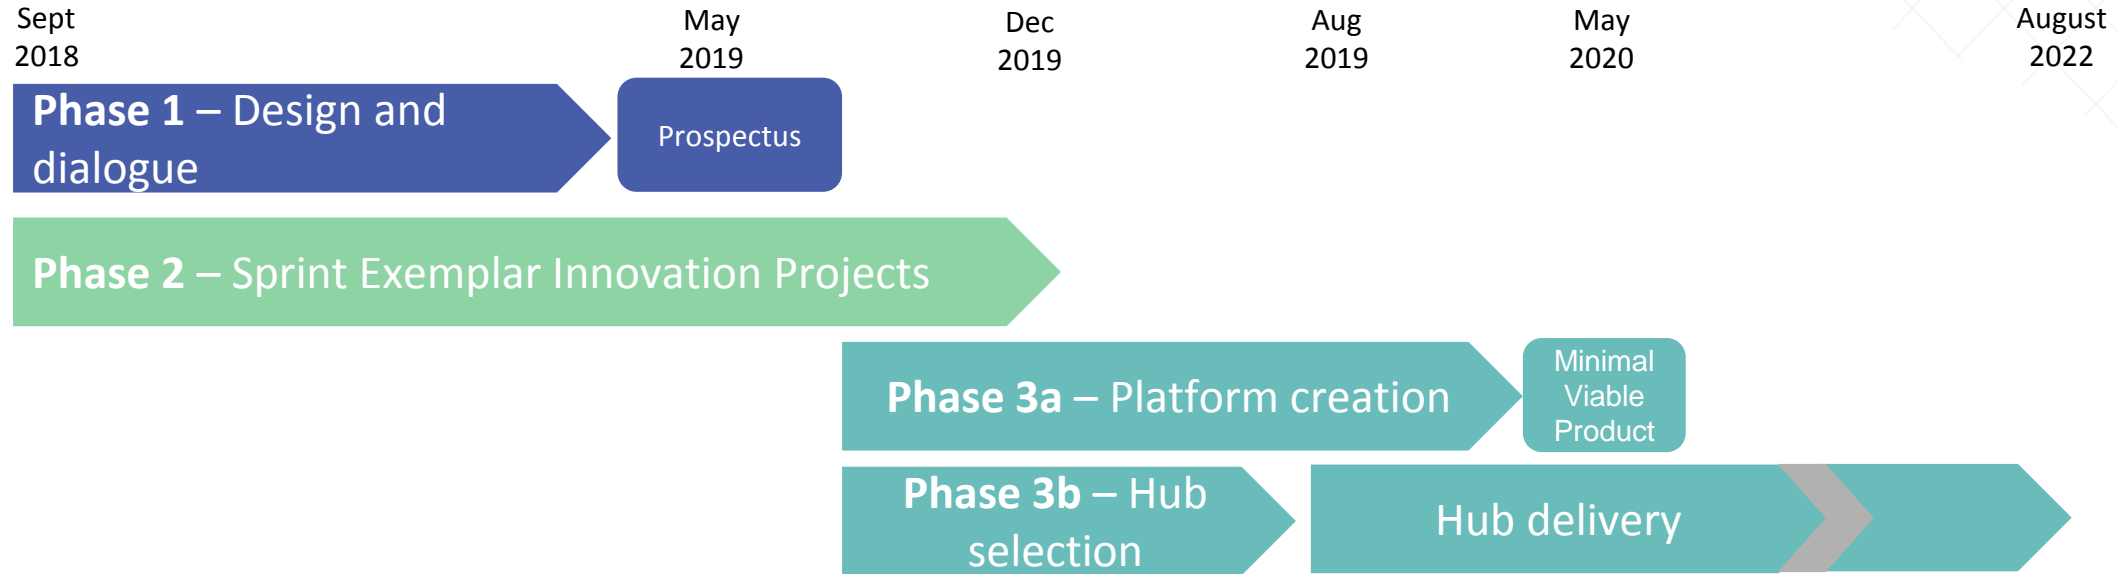 Sept
2018
May
2019
Dec
2019
Aug
2019
May
2020
August
2022
Phase 1 – Design and
dialogue
Prospectus
Phase 2 – Sprint Exemplar Innovation Projects
Phase 3a – Platform creation
Minimal
Viable
Product
Phase 3b – Hub
selection
Hub delivery